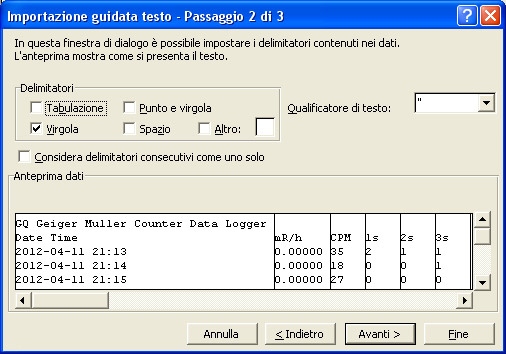 Importazione guidata testo - Passaggio 2 di 3
In questa finestra di dialogo è possibile impostare i delimitatori contenuti nei dati.
L'anteprima mostra come si presenta il testo.
Delimitatori
Tabulazione Punto e virgola
Virgola Spazio Altro:
Qualificatore di testo: "
Considera delimitatori consecutivi come uno solo
Anteprima dati
GQ Geiger Muller Counter Data Logger
Date Time mR/h CPM 1s 2s 3s
2012-04-11 21:13 0.00000 35 2 1 1
2012-04-11 21:14 0.00000 18 0 0 1
2012-04-11 21:15 0.00000 27 0 0 0
Annulla < Indietro Avanti > Fine